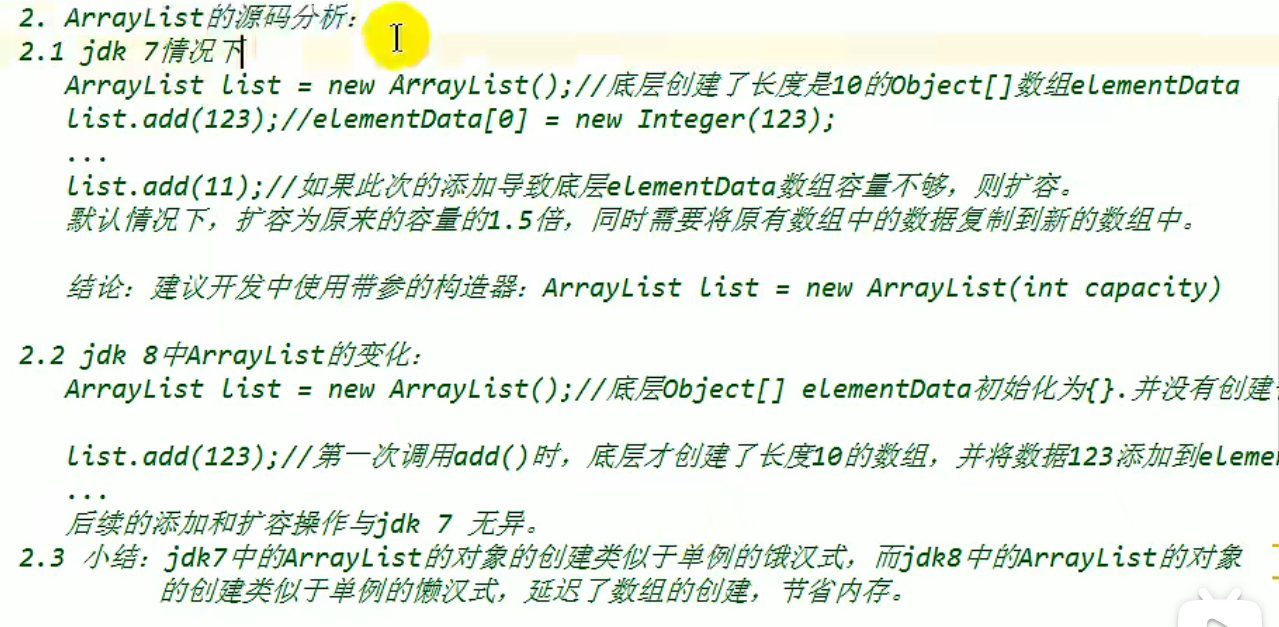 2. ArrayList的源码分析：
2.1 jdk 7情况下
ArrayList list = new ArrayList();//底层创建了长度是10的Object[]数组elementData
list.add(123);//elementData[0] = new Integer(123);
...
list.add(11);//如果此次的添加导致底层elementData数组容量不够，则扩容。
默认情况下，扩容为原来的容量的1.5倍，同时需要将原有数组中的数据复制到新的数组中。
结论：建议开发中使用带参的构造器：ArrayList list = new ArrayList(int capacity)
2.2 jdk 8中ArrayList的变化：
ArrayList list = new ArrayList();//底层Object[] elementData初始化为{}.并没有创建
list.add(123);//第一次调用add()时，底层才创建了长度10的数组，并将数据123添加到eleme
...
后续的添加和扩容操作与jdk 7 无异。
2.3 小结：jdk7中的ArrayList的对象的创建类似于单例的饿汉式，而jdk8中的ArrayList的对象
的创建类似于单例的懒汉式，延迟了数组的创建，节省内存。